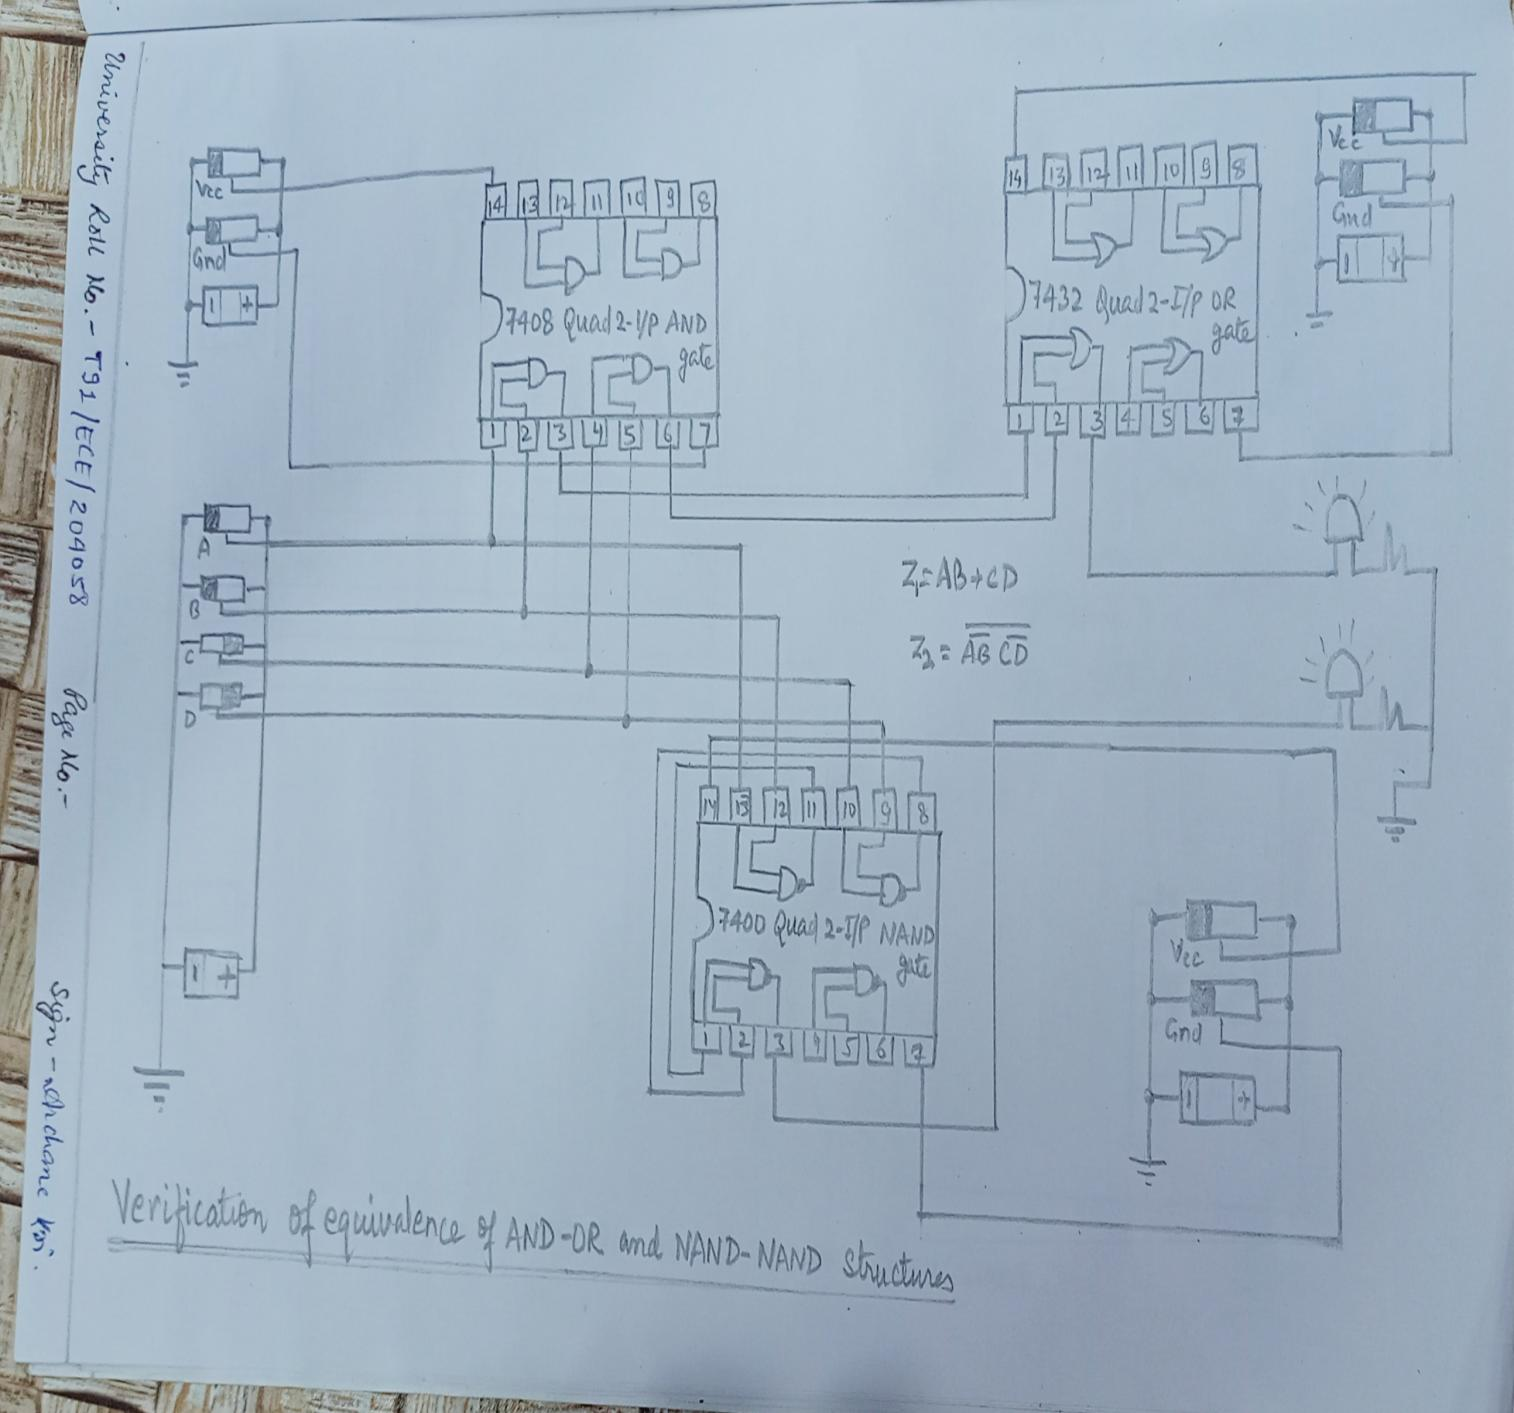 University Roll No.- T91/ECE/204058 Page No.- Sign -
Vcc
Gnd
- +
14 13 12 11 10 9 8
7408 Quad 2-I/P AND
gate
1 2 3 4 5 6 7
14 13 12 11 10 9 8
7432 Quad 2-I/P OR
gate
1 2 3 4 5 6 7
Vcc
Gnd
- +
A
B
C
D
- +
Z₁=AB+CD
Z₂= \overline{\overline{AB} \overline{CD}}
14 13 12 11 10 9 8
7400 Quad 2-I/P NAND
gate
1 2 3 4 5 6 7
Vcc
Gnd
- +
Verification of equivalence of AND-OR and NAND-NAND structures